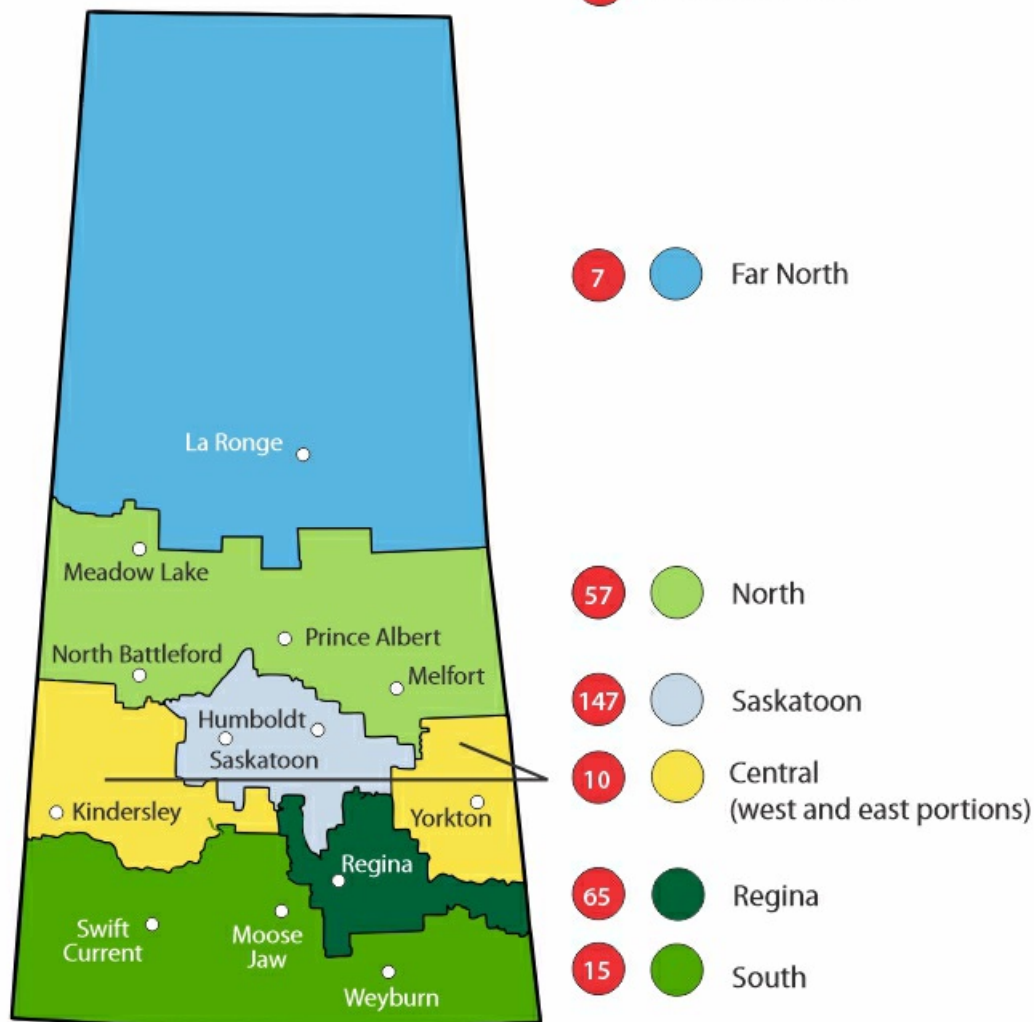 7 Far North
La Ronge
Meadow Lake
57 North
Prince Albert
North Battleford
Melfort
147 Saskatoon
Humboldt
Saskatoon
10 Central
(west and east portions)
Kindersley
Yorkton
Regina
65 Regina
Swift
Current
Moose
Jaw
15 South
Weyburn